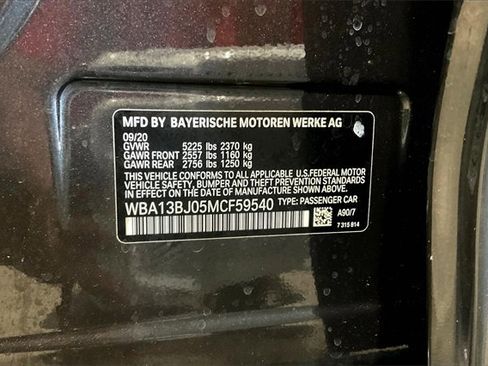 MFD BY BAYERISCHE MOTOREN WERKE AG
09/20
GVWR 5225 lbs 2370 kg
GAWR FRONT 2557 lbs 1160 kg
GAWR REAR 2756 lbs 1250 kg
THIS VEHICLE CONFORMS TO ALL APPLICABLE U.S.FEDERAL MOTOR
VEHICLE SAFETY, BUMPER AND THEFT PREVENTION STANDARDS IN
EFFECT ON THE DATE OF MANUFACTURE SHOWN ABOVE.
WBA13BJ05MCF59540 TYPE: PASSENGER CAR
A90/7
7 315 814